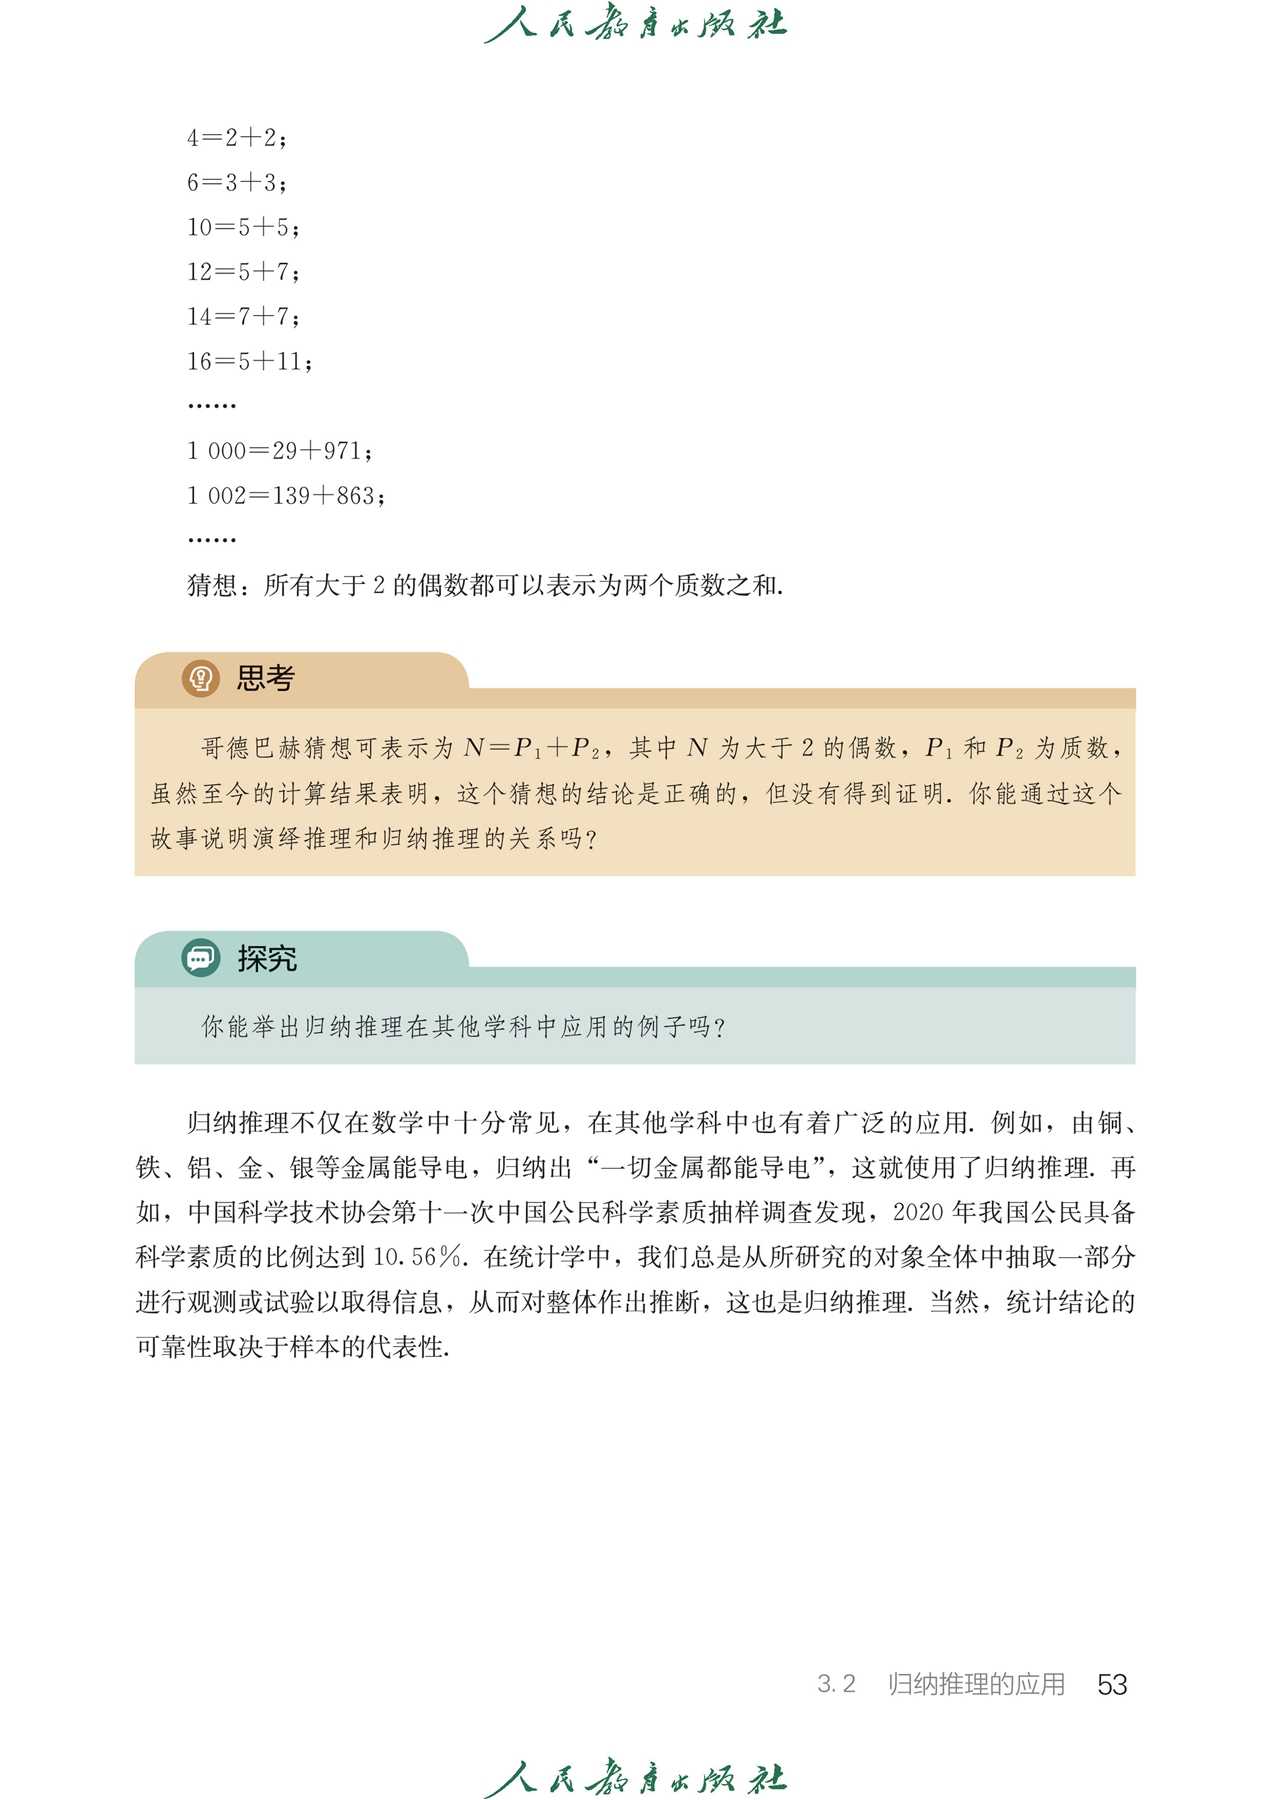 人民教育出版社
4=2+2；
6=3+3；
10=5+5；
12=5+7；
14=7+7；
16=5+11；
……
1 000=29+971；
1 002=139+863；
……
猜想：所有大于 2 的偶数都可以表示为两个质数之和.
思考
哥德巴赫猜想可表示为 N=P₁+P₂，其中 N 为大于 2 的偶数，P₁ 和 P₂ 为质数，
虽然至今的计算结果表明，这个猜想的结论是正确的，但没有得到证明. 你能通过这个
故事说明演绎推理和归纳推理的关系吗？
探究
你能举出归纳推理在其他学科中应用的例子吗？
归纳推理不仅在数学中十分常见，在其他学科中也有着广泛的应用. 例如，由铜、
铁、铝、金、银等金属能导电，归纳出“一切金属都能导电”，这就使用了归纳推理. 再
如，中国科学技术协会第十一次中国公民科学素质抽样调查发现，2020 年我国公民具备
科学素质的比例达到 10.56%. 在统计学中，我们总是从所研究的对象全体中抽取一部分
进行观测或试验以取得信息，从而对整体作出推断，这也是归纳推理. 当然，统计结论的
可靠性取决于样本的代表性.
3.2 归纳推理的应用 53
人民教育出版社